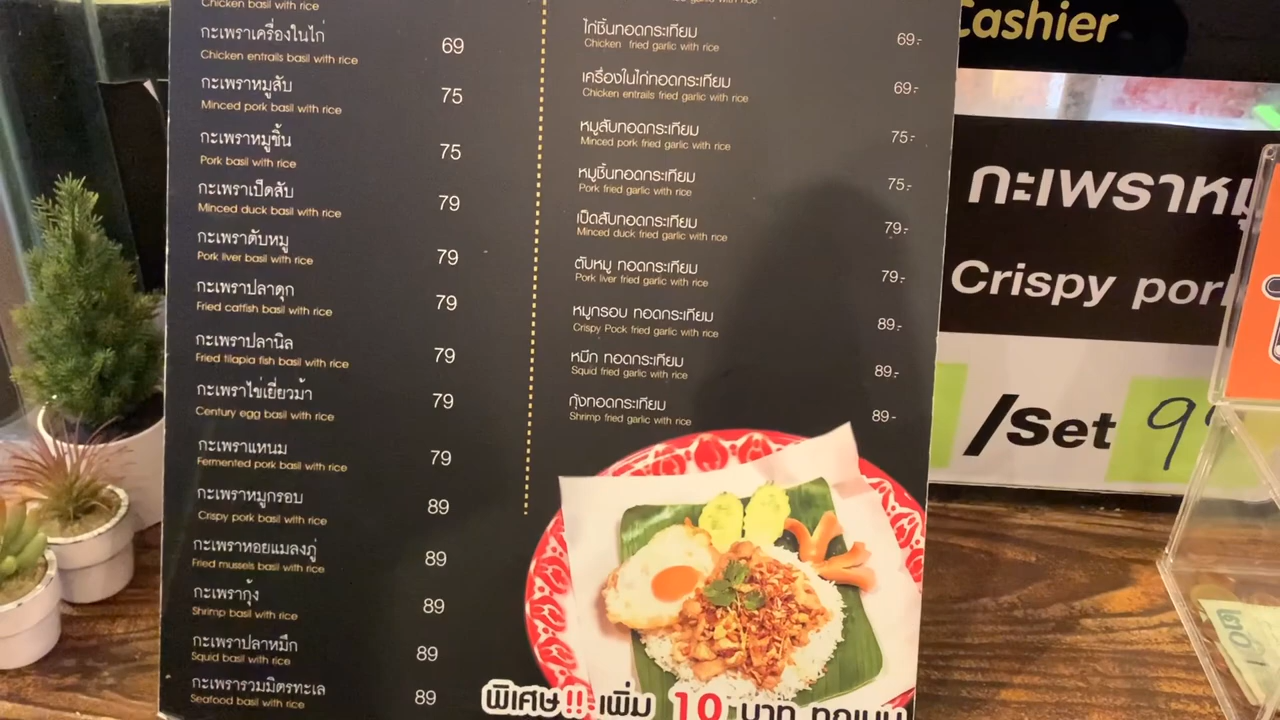 Chicken basil with rice
กะเพราเครื่องในไก่
Chicken entrails basil with rice 69
กะเพราหมูสับ
Minced pork basil with rice 75
กะเพราหมูชิ้น
Pork basil with rice 75
กะเพราเป็ดสับ
Minced duck basil with rice 79
กะเพราตับหมู
Pork liver basil with rice 79
กะเพราปลาดุก
Fried catfish basil with rice 79
กะเพราปลานิล
Fried tilapia fish basil with rice 79
กะเพราไข่เยี่ยวม้า
Century egg basil with rice 79
กะเพราแหนม
Fermented pork basil with rice 79
กะเพราหมูกรอบ
Crispy pork basil with rice 89
กะเพราหอยแมลงภู่
Fried mussels basil with rice 89
กะเพรากุ้ง
Shrimp basil with rice 89
กะเพราปลาหมึก
Squid basil with rice 89
กะเพรารวมมิตรทะเล
Seafood basil with rice 89
garlic with rice
ไก่ชิ้นทอดกระเทียม
Chicken fried garlic with rice 69.-
เครื่องในไก่ทอดกระเทียม
Chicken entrails fried garlic with rice 69.-
หมูสับทอดกระเทียม
Minced pork fried garlic with rice 75.-
หมูชิ้นทอดกระเทียม
Pork fried garlic with rice 75.-
เป็ดสับทอดกระเทียม
Minced duck fried garlic with rice 79.-
ตับหมู ทอดกระเทียม
Pork liver fried garlic with rice 79.-
หมูกรอบ ทอดกระเทียม
Crispy Pock fried garlic with rice 89.-
หมึก ทอดกระเทียม
Squid fried garlic with rice 89.-
กุ้งทอดกระเทียม
Shrimp fried garlic with rice 89.-
พิเศษ!! เพิ่ม 10 บาท ทุกเมนู
Cashier
กะเพราหมู
Crispy pork
/Set